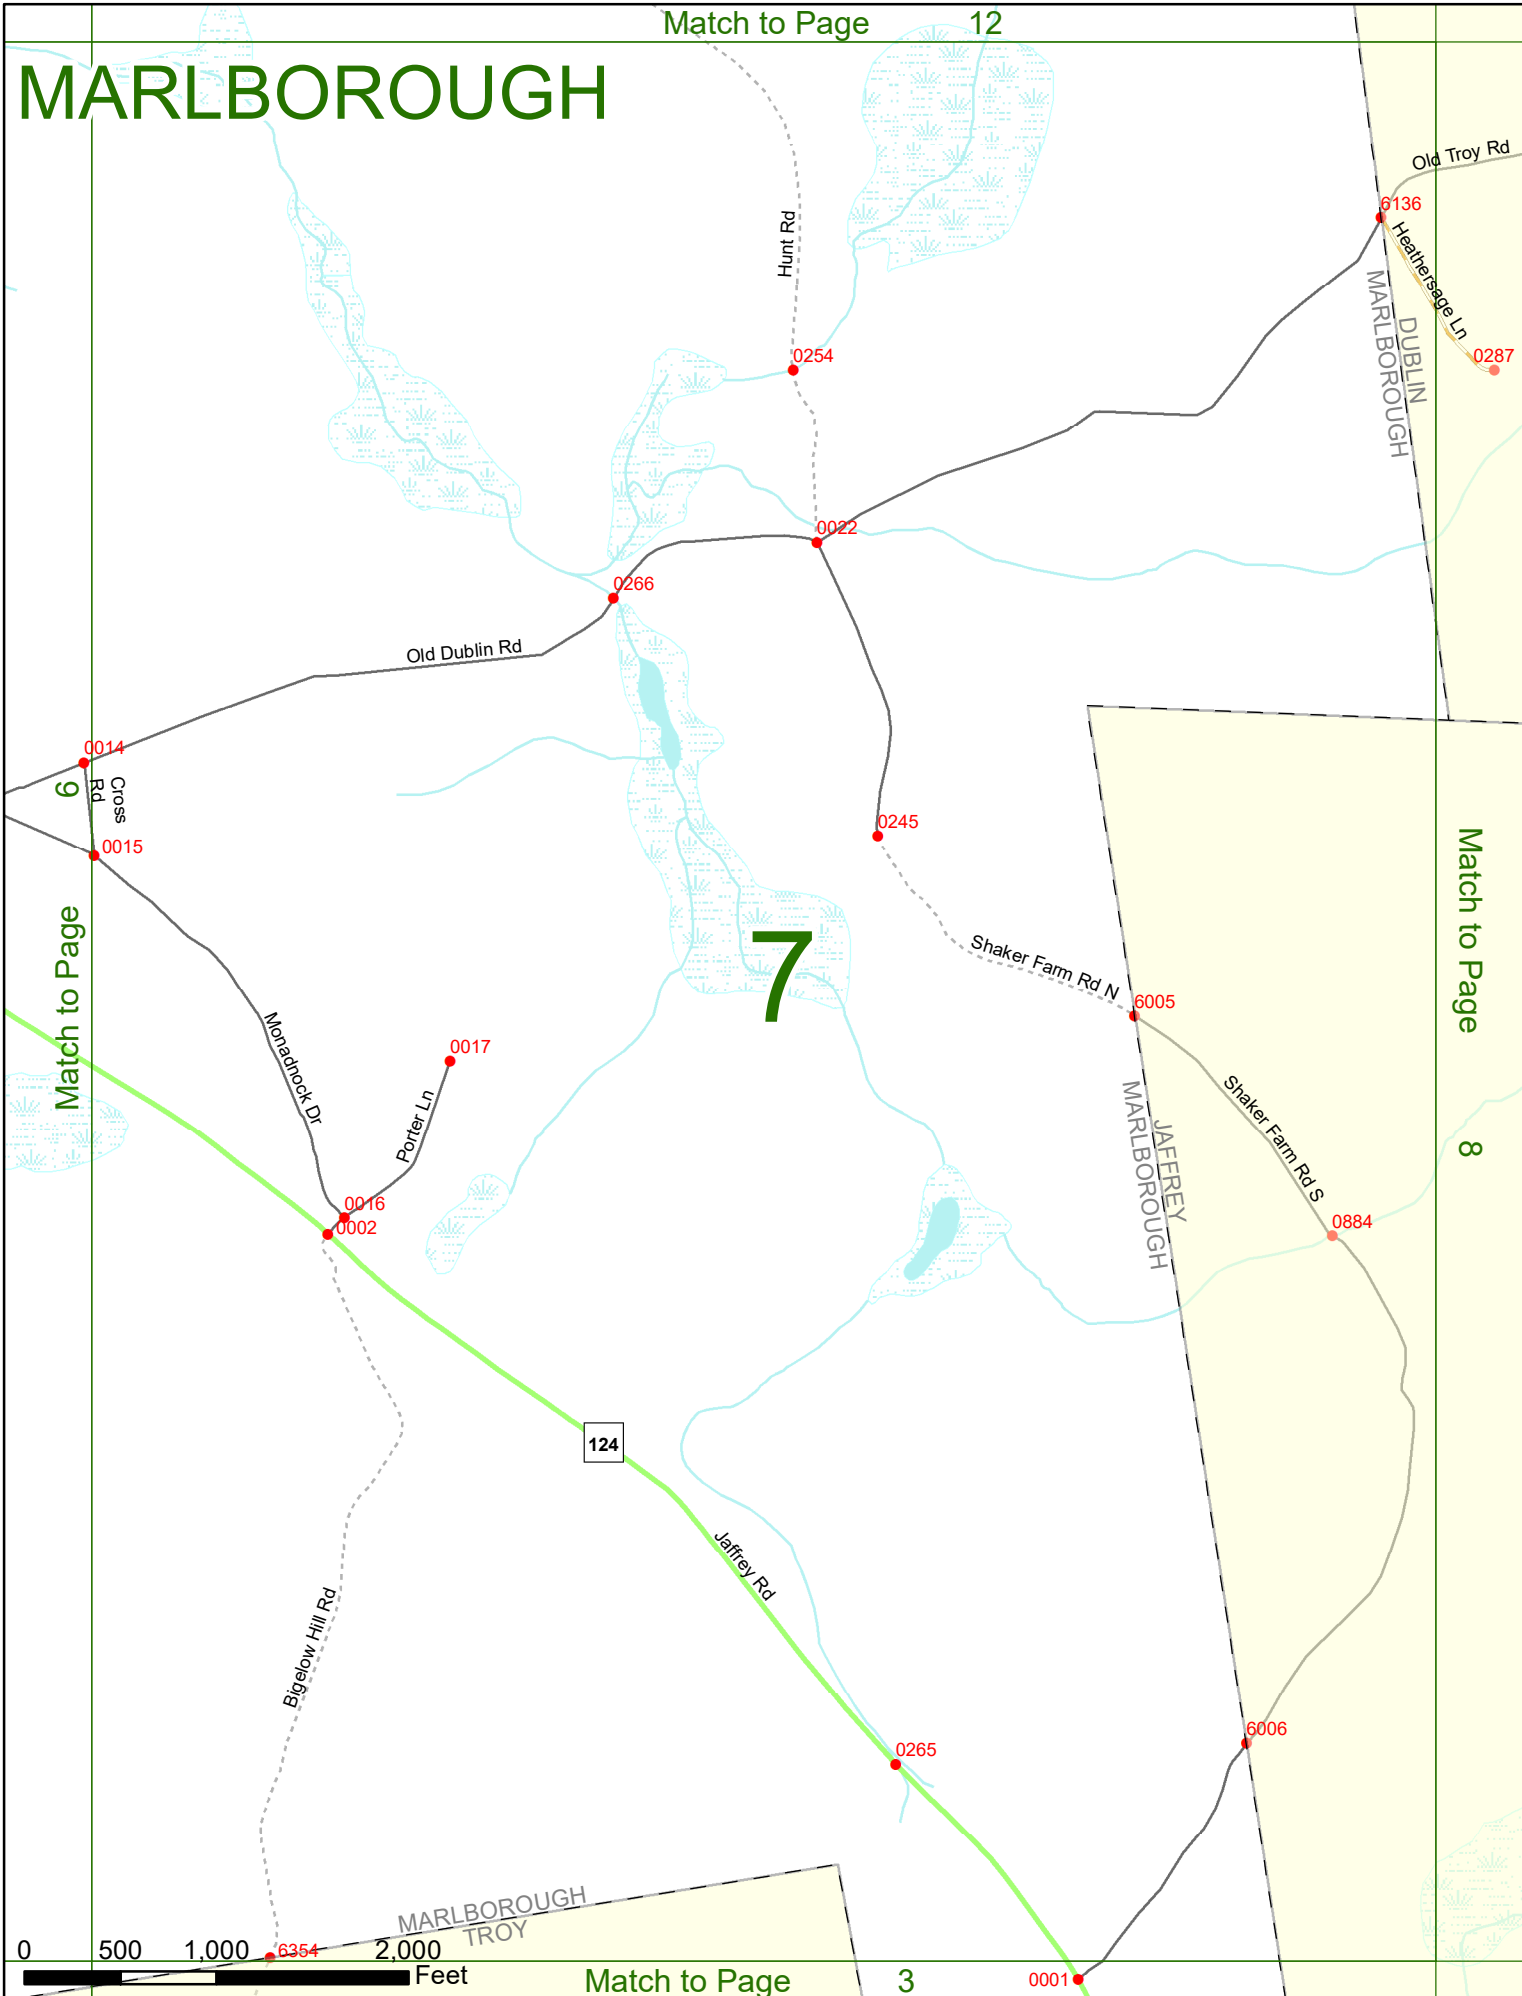 Match to Page 12
MARLBOROUGH
Old Troy Rd
6136
Heathersage Ln
Hunt Rd
DUBLIN
MARLBOROUGH
0254
0287
0022
0266
Old Dublin Rd
0014
6
Cross
Rd
0015
0245
Match to Page
8
Match to Page
7
Shaker Farm Rd N
6005
Monadnock Dr
0017
Porter Ln
Shaker Farm Rd S
JAFFREY
MARLBOROUGH
0016
0002
0884
124
Jaffrey Rd
Bigelow Hill Rd
0265
6006
MARLBOROUGH
TROY
0 500 1,000 2,000
Feet
6354
Match to Page 3
0001